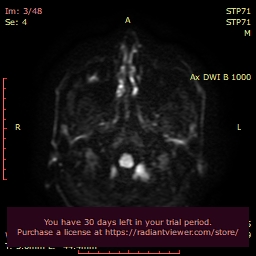 Im: 3/48
Se: 4
A
STP71
STP71
M
Ax DWI B 1000
R
L
You have 30 days left in your trial period.
Purchase a license at https://radiantviewer.com/store/